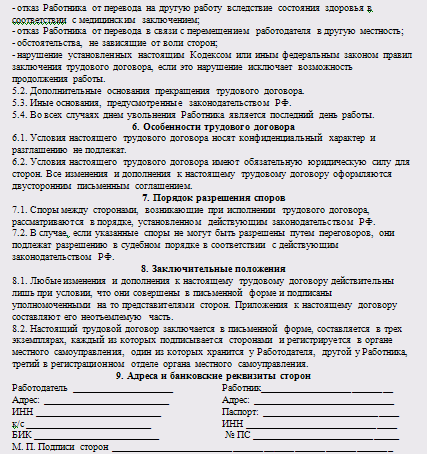 - отказ Работника от перевода на другую работу вследствие состояния здоровья в
соответствии с медицинским заключением;
- отказ Работника от перевода в связи с перемещением работодателя в другую местность;
- обстоятельства, не зависящие от воли сторон;
- нарушение установленных настоящим Кодексом или иным федеральным законом правил
заключения трудового договора, если это нарушение исключает возможность
продолжения работы.
5.2. Дополнительные основания прекращения трудового договора.
5.3. Иные основания, предусмотренные законодательством РФ.
5.4. Во всех случаях днем увольнения Работника является последний день работы.
6. Особенности трудового договора
6.1. Условия настоящего трудового договора носят конфиденциальный характер и
разглашению не подлежат.
6.2. Условия настоящего трудового договора имеют обязательную юридическую силу для
сторон. Все изменения и дополнения к настоящему трудовому договору оформляются
двусторонним письменным соглашением.
7. Порядок разрешения споров
7.1. Споры между сторонами, возникающие при исполнении трудового договора,
рассматриваются в порядке, установленном действующим законодательством РФ.
7.2. В случае, если указанные споры не могут быть разрешены путем переговоров, они
подлежат разрешению в судебном порядке в соответствии с действующим
законодательством РФ.
8. Заключительные положения
8.1. Любые изменения и дополнения к настоящему трудовому договору действительны
лишь при условии, что они совершены в письменной форме и подписаны
уполномоченными на то представителями сторон. Приложения к настоящему договору
составляют его неотъемлемую часть.
8.2. Настоящий трудовой договор заключается в письменной форме, составляется в трех
экземплярах, каждый из которых подписывается сторонами и регистрируется в органе
местного самоуправления, один из которых хранится у Работодателя, другой у Работника,
третий в регистрационном отделе органа местного самоуправления.
9. Адреса и банковские реквизиты сторон
Работодатель ____________________ Работник____________________
Адрес: ____________________ Адрес: ____________________
ИНН ____________________ Паспорт: ____________________
к/с ____________________ ИНН ____________________
БИК ____________________ № ПС ____________________
М. П. Подписи сторон ____________________